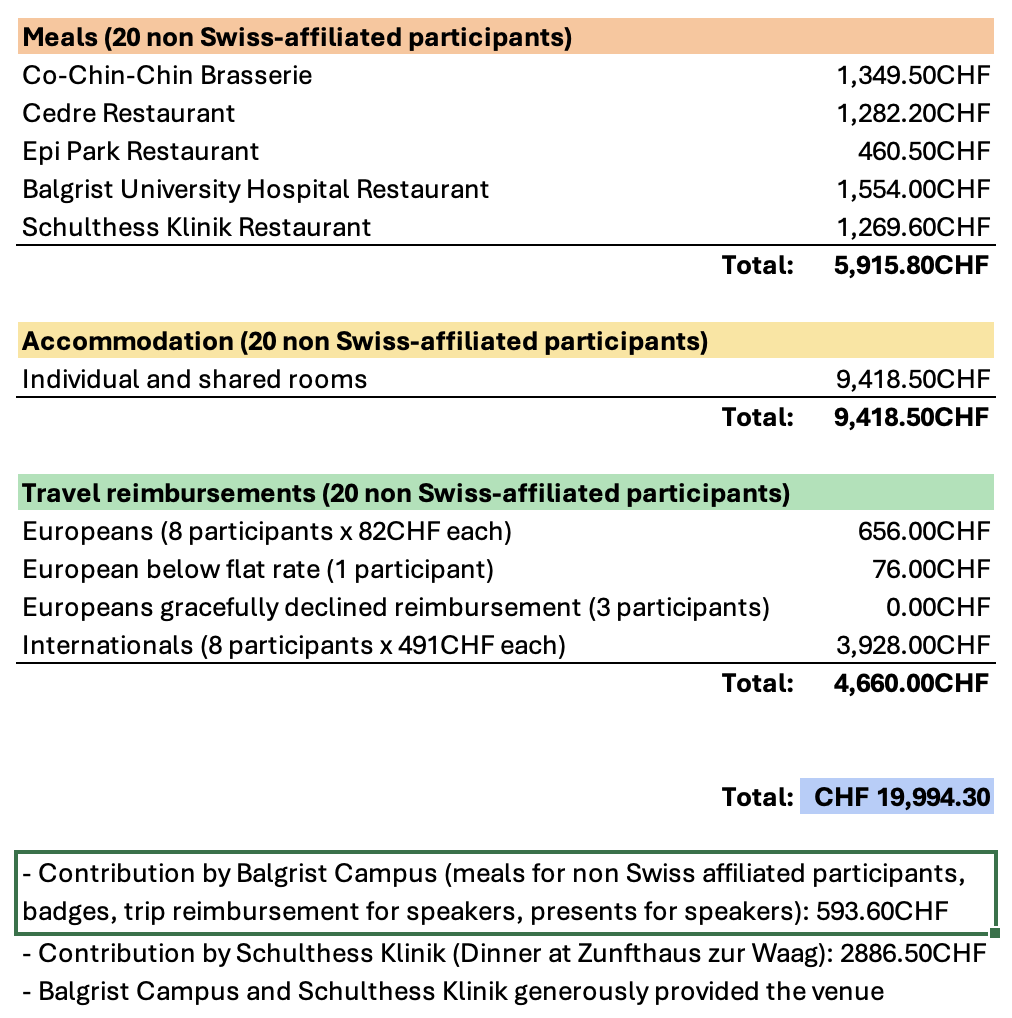 Meals (20 non Swiss-affiliated participants)
Co-Chin-Chin Brasserie 1,349.50CHF
Cedre Restaurant 1,282.20CHF
Epi Park Restaurant 460.50CHF
Balgrist University Hospital Restaurant 1,554.00CHF
Schulthess Klinik Restaurant 1,269.60CHF
Total: 5,915.80CHF
Accommodation (20 non Swiss-affiliated participants)
Individual and shared rooms 9,418.50CHF
Total: 9,418.50CHF
Travel reimbursements (20 non Swiss-affiliated participants)
Europeans (8 participants x 82CHF each) 656.00CHF
European below flat rate (1 participant) 76.00CHF
Europeans gracefully declined reimbursement (3 participants) 0.00CHF
Internationals (8 participants x 491CHF each) 3,928.00CHF
Total: 4,660.00CHF
Total: CHF 19,994.30
- Contribution by Balgrist Campus (meals for non Swiss affiliated participants,
badges, trip reimbursement for speakers, presents for speakers): 593.60CHF
- Contribution by Schulthess Klinik (Dinner at Zunfthaus zur Waag): 2886.50CHF
- Balgrist Campus and Schulthess Klinik generously provided the venue